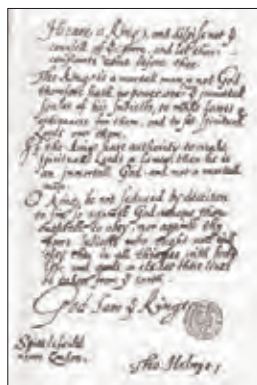 Heare o King, and dispise not ye
counsell of ye poore, and let their
complaints come before thee.
The King is a mortall man, & not God
therefore hath no power over ye immortall
soules of his subiects, to make lawes &
ordinances for them, and to set spirituall
Lords over them.
If the King have authority to make
spirituall Lords & lawes, then he is
an immortall God, and not a mortall
man.
O King, be not seduced by deceivers
to sin so against God whome thou
oughtest to obey, nor against thy
poore subiects who ought and will
obey thee in all thinges with body
life and goods, or els let their lives
be taken from ye earth.
God Save ye King
Spittlefeild
neere London.
Tho: Helwys.